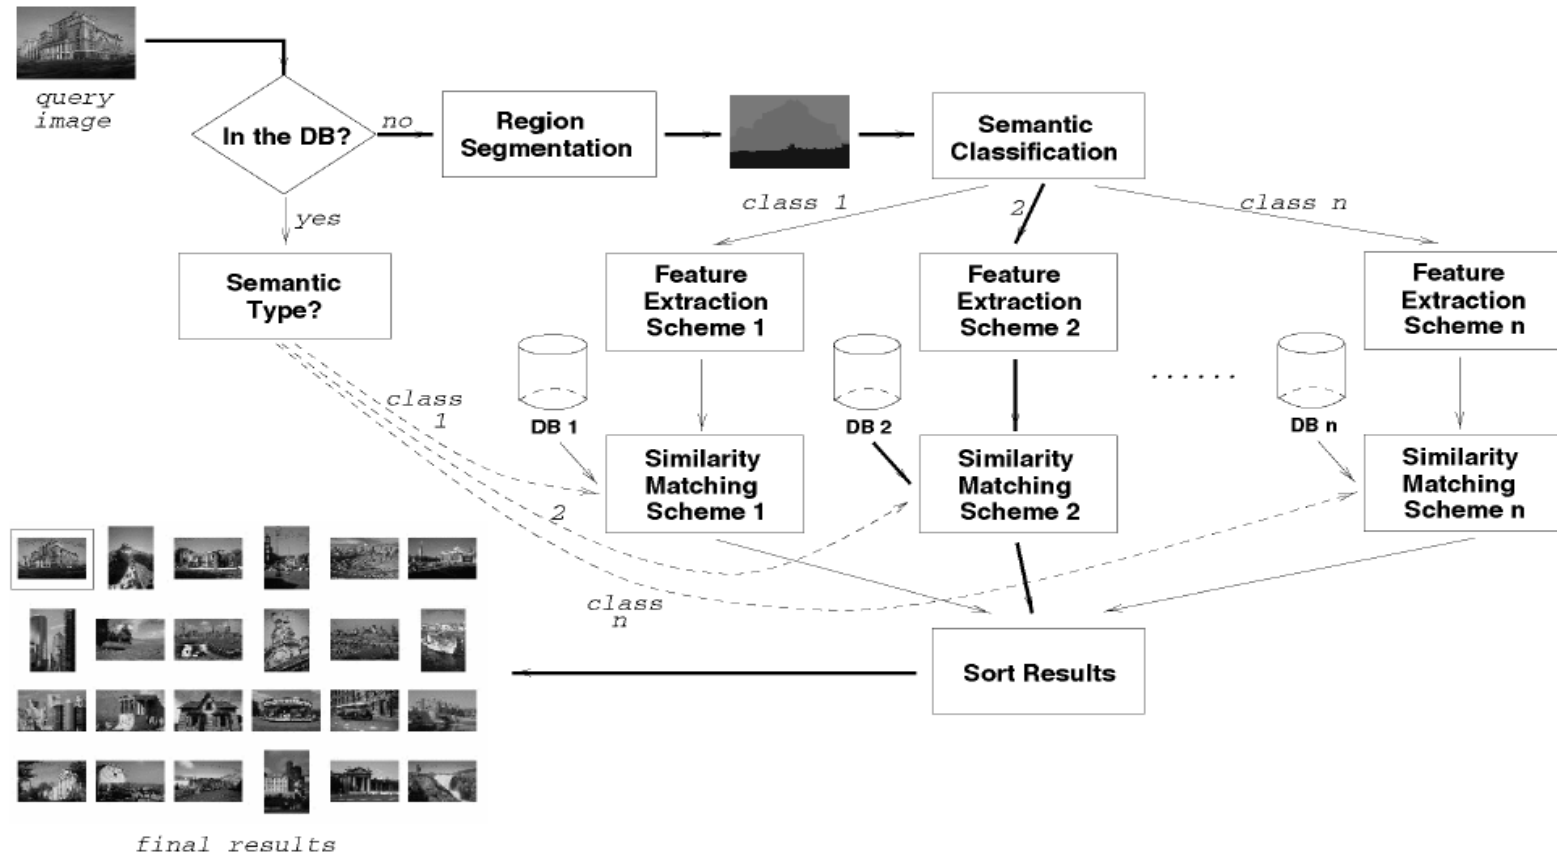 query
image
In the DB?
no
Region
Segmentation
Semantic
Classification
yes
class 1
2
class n
Semantic
Type?
Feature
Extraction
Scheme 1
Feature
Extraction
Scheme 2
Feature
Extraction
Scheme n
class
1
DB 1
DB 2
......
DB n
Similarity
Matching
Scheme 1
Similarity
Matching
Scheme 2
Similarity
Matching
Scheme n
2
class
n
Sort Results
final results